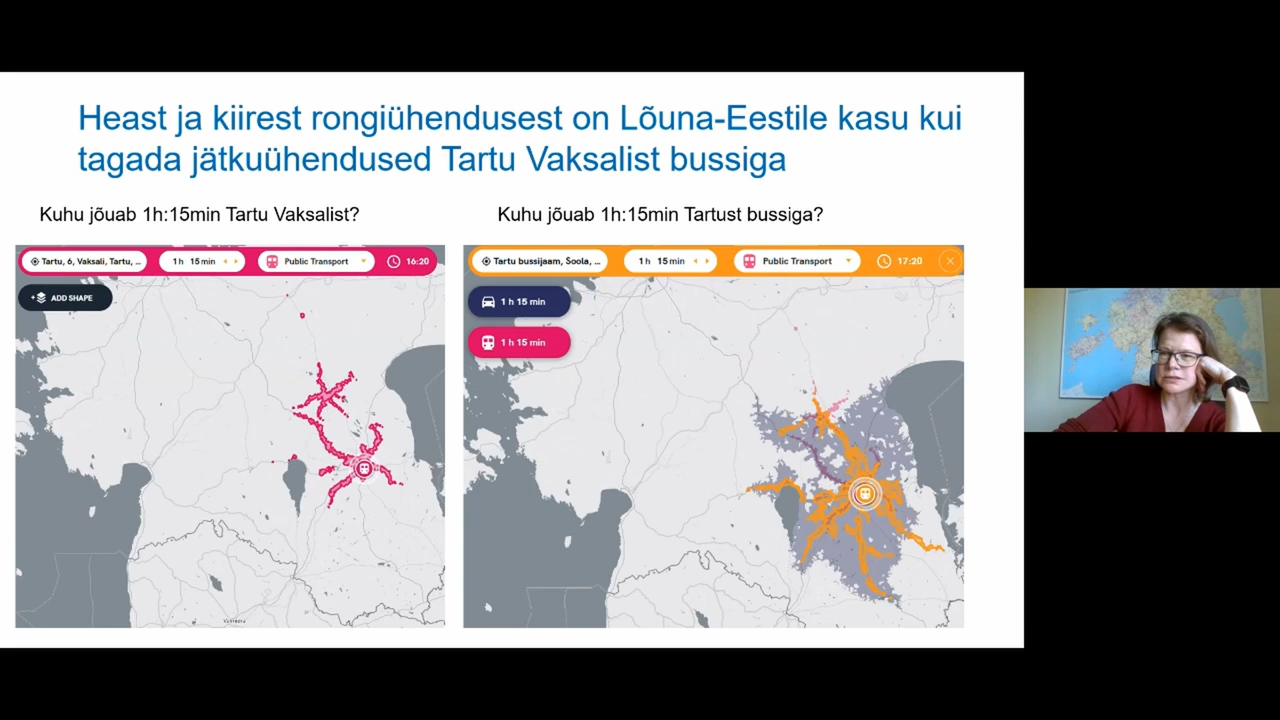 Heast ja kiirest rongiühendusest on Lõuna-Eestile kasu kui
tagada jätkuühendused Tartu Vaksalist bussiga
Kuhu jõuab 1h:15min Tartu Vaksalist?
Kuhu jõuab 1h:15min Tartust bussiga?
Tartu, 6, Vaksali, Tartu, ...
1 h 15 min
Public Transport
16:20
ADD SHAPE
Tartu bussijaam, Soola, ...
1 h 15 min
Public Transport
17:20
1 h 15 min
1 h 15 min